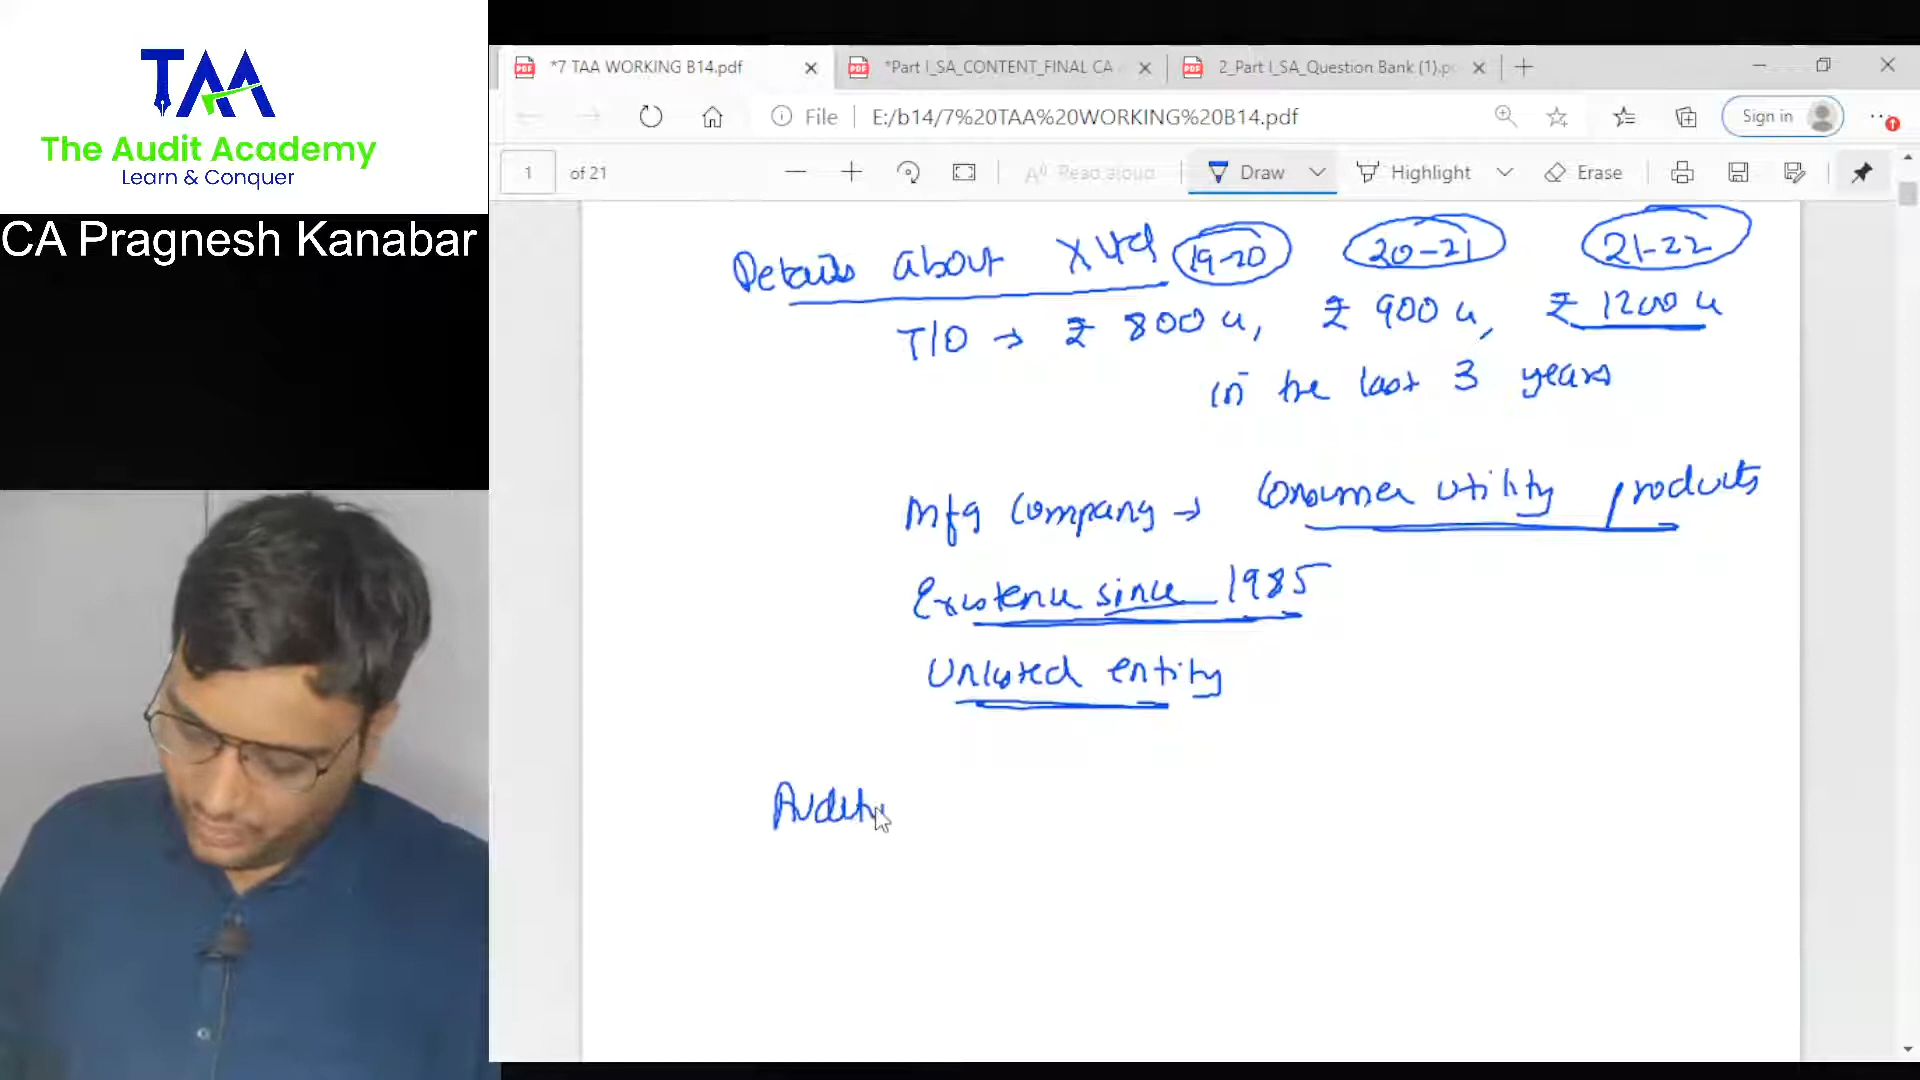 TAA
The Audit Academy
Learn & Conquer
CA Pragnesh Kanabar
*7 TAA WORKING B14.pdf
*Part I_SA_CONTENT_FINAL CA
2_Part I_SA_Question Bank (1).p
File
E:/b14/7%20TAA%20WORKING%20B14.pdf
Sign in
1 of 21
Read aloud
Draw
Highlight
Erase
Details about X Ltd 19-20 20-21 21-22
T/O → ₹ 800 cr, ₹ 900 cr, ₹ 1200 cr
in the last 3 years
Mfg Company → Consumer utility products
Existence since 1985
Unlisted entity